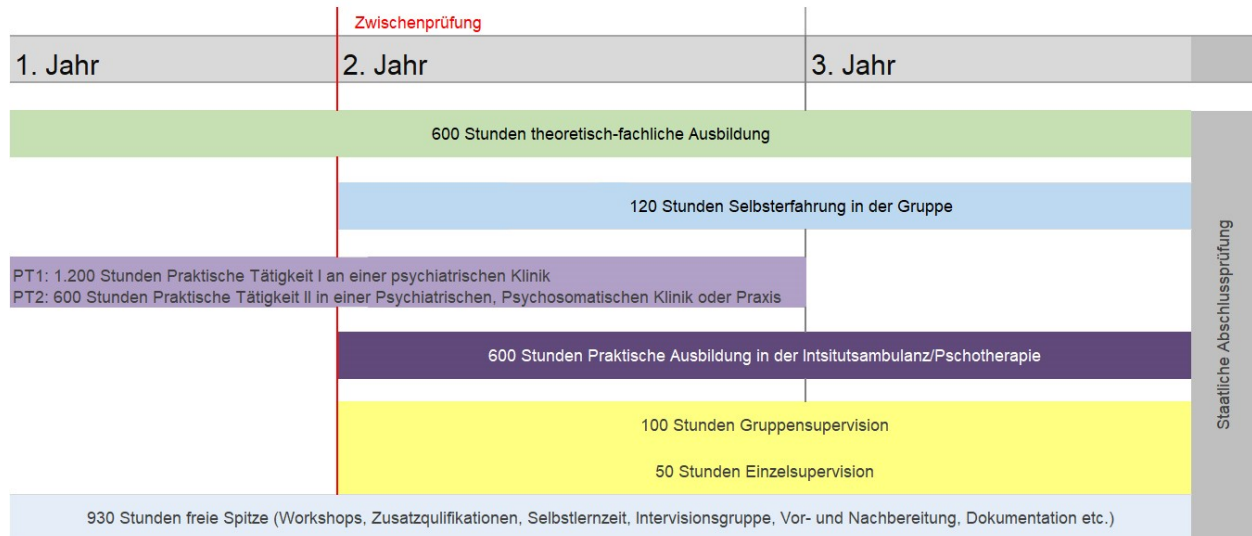 Zwischenprüfung
1. Jahr
2. Jahr
3. Jahr
600 Stunden theoretisch-fachliche Ausbildung
120 Stunden Selbsterfahrung in der Gruppe
PT1: 1.200 Stunden Praktische Tätigkeit I an einer psychiatrischen Klinik
PT2: 600 Stunden Praktische Tätigkeit II in einer Psychiatrischen, Psychosomatischen Klinik oder Praxis
600 Stunden Praktische Ausbildung in der Intsitutsambulanz/Pschotherapie
100 Stunden Gruppensupervision
50 Stunden Einzelsupervision
930 Stunden freie Spitze (Workshops, Zusatzqulifikationen, Selbstlernzeit, Intervisionsgruppe, Vor- und Nachbereitung, Dokumentation etc.)
Staatliche Abschlussprüfung